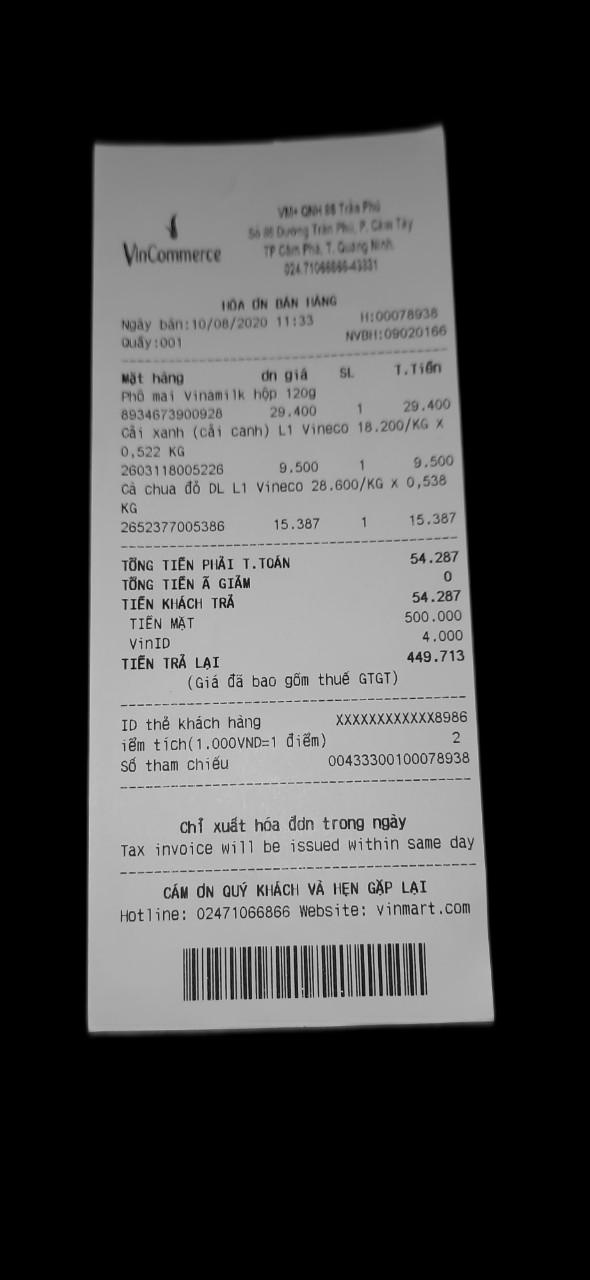 VinCommerce
VM+ QNH 86 Trần Phú
Số 86 Đường Trần Phú, P. Cẩm Tây
TP Cẩm Phả, T. Quảng Ninh
024.71066866-43331
HÓA ƠN BÁN HÀNG
Ngày bán:10/08/2020 11:33 H:00078938
Quầy:001 NVBH:09020166
Mặt hàng ơn giá SL T.Tiền
Phô mai Vinamilk hộp 120g
8934673900928 29.400 1 29.400
Cải xanh (cải canh) L1 Vineco 18.200/KG X
0,522 KG
2603118005226 9.500 1 9.500
Cà chua đỏ DL L1 Vineco 28.600/KG X 0,538
KG
2652377005386 15.387 1 15.387
TỔNG TIỀN PHẢI T.TOÁN 54.287
TỔNG TIỀN Ã GIẢM 0
TIỀN KHÁCH TRẢ 54.287
TIỀN MẶT 500.000
VinID 4.000
TIỀN TRẢ LẠI 449.713
(Giá đã bao gồm thuế GTGT)
ID thẻ khách hàng XXXXXXXXXXXX8986
iểm tích(1.000VND=1 điểm) 2
Số tham chiếu 00433300100078938
Chỉ xuất hóa đơn trong ngày
Tax invoice will be issued within same day
CÁM ƠN QUÝ KHÁCH VÀ HẸN GẶP LẠI
Hotline: 02471066866 Website: vinmart.com